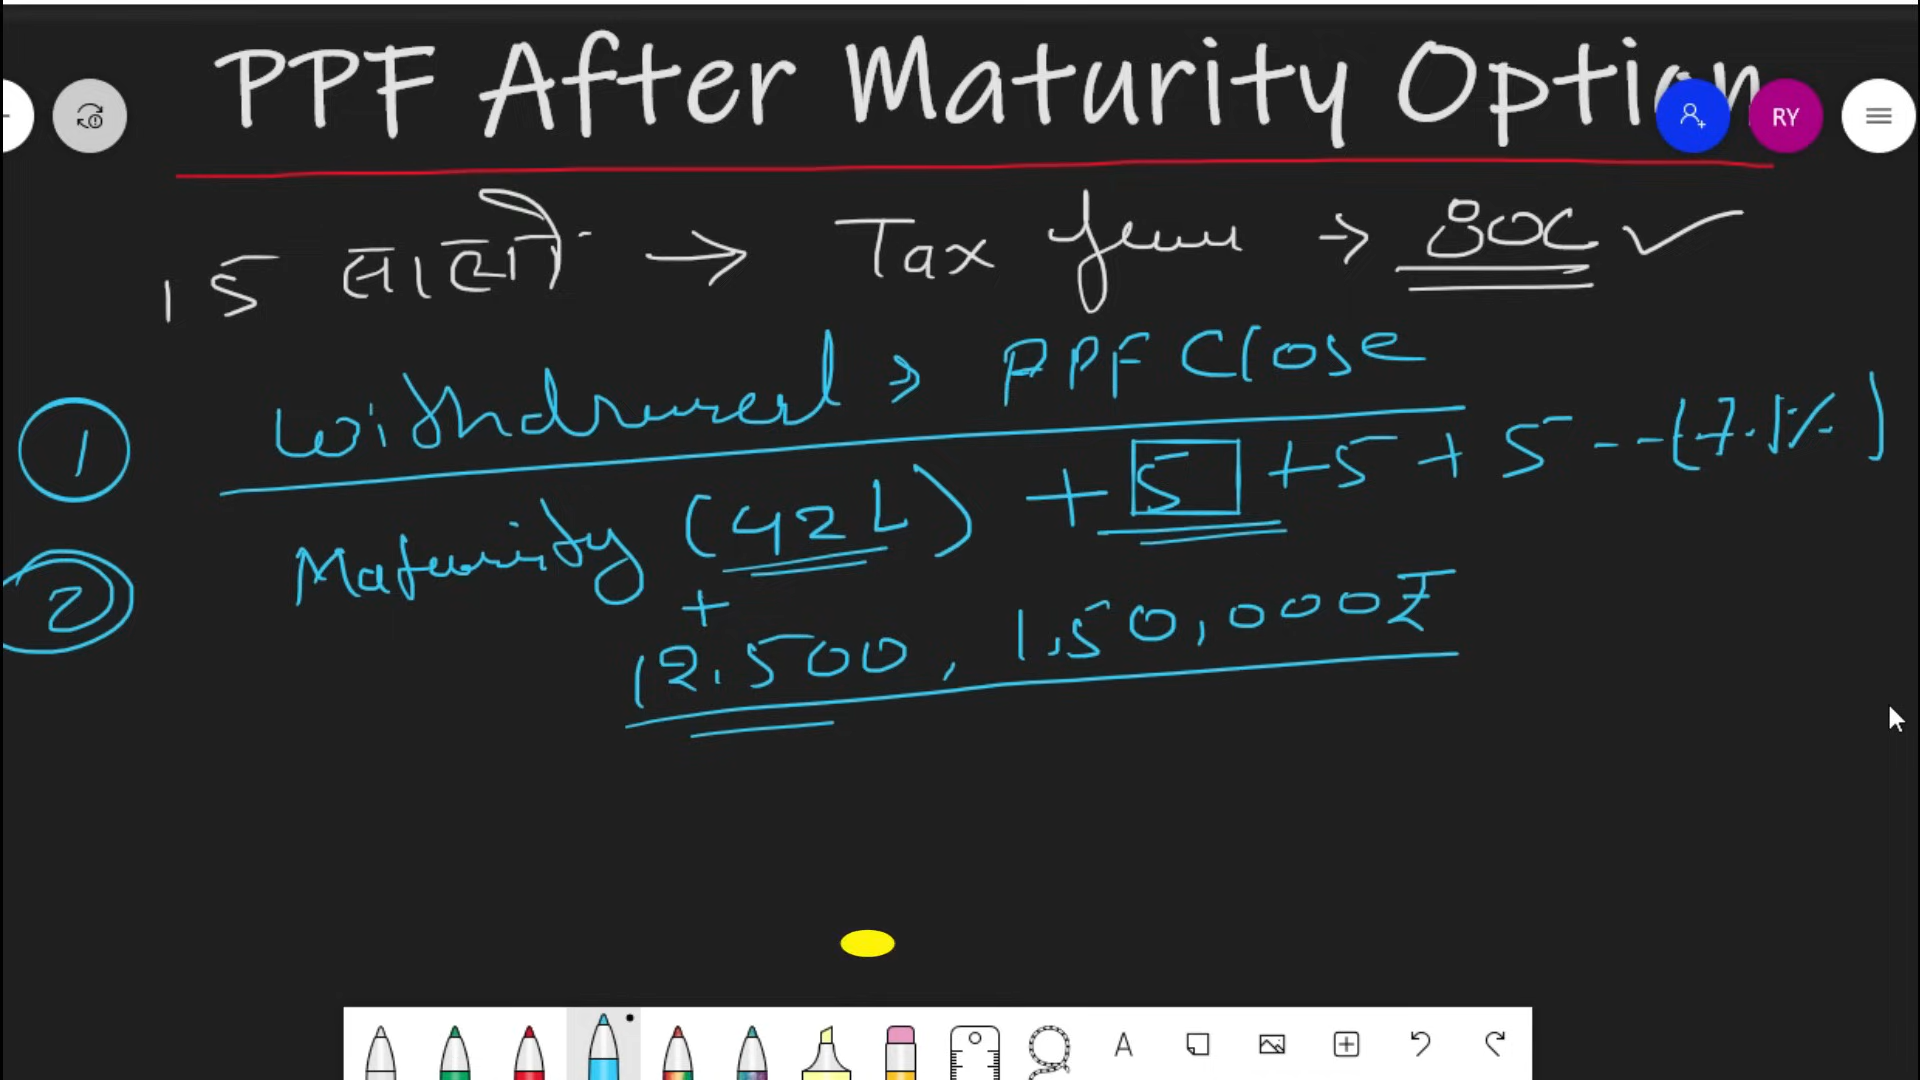 PPF After Maturity Option
RY
15 सालों → Tax free → 80C ✓
1 withdrawal → PPF Close
2 Maturity (42L) + 5 + 5 + 5 -- (7.1%)
+
12,500, 1,50,000₹
A